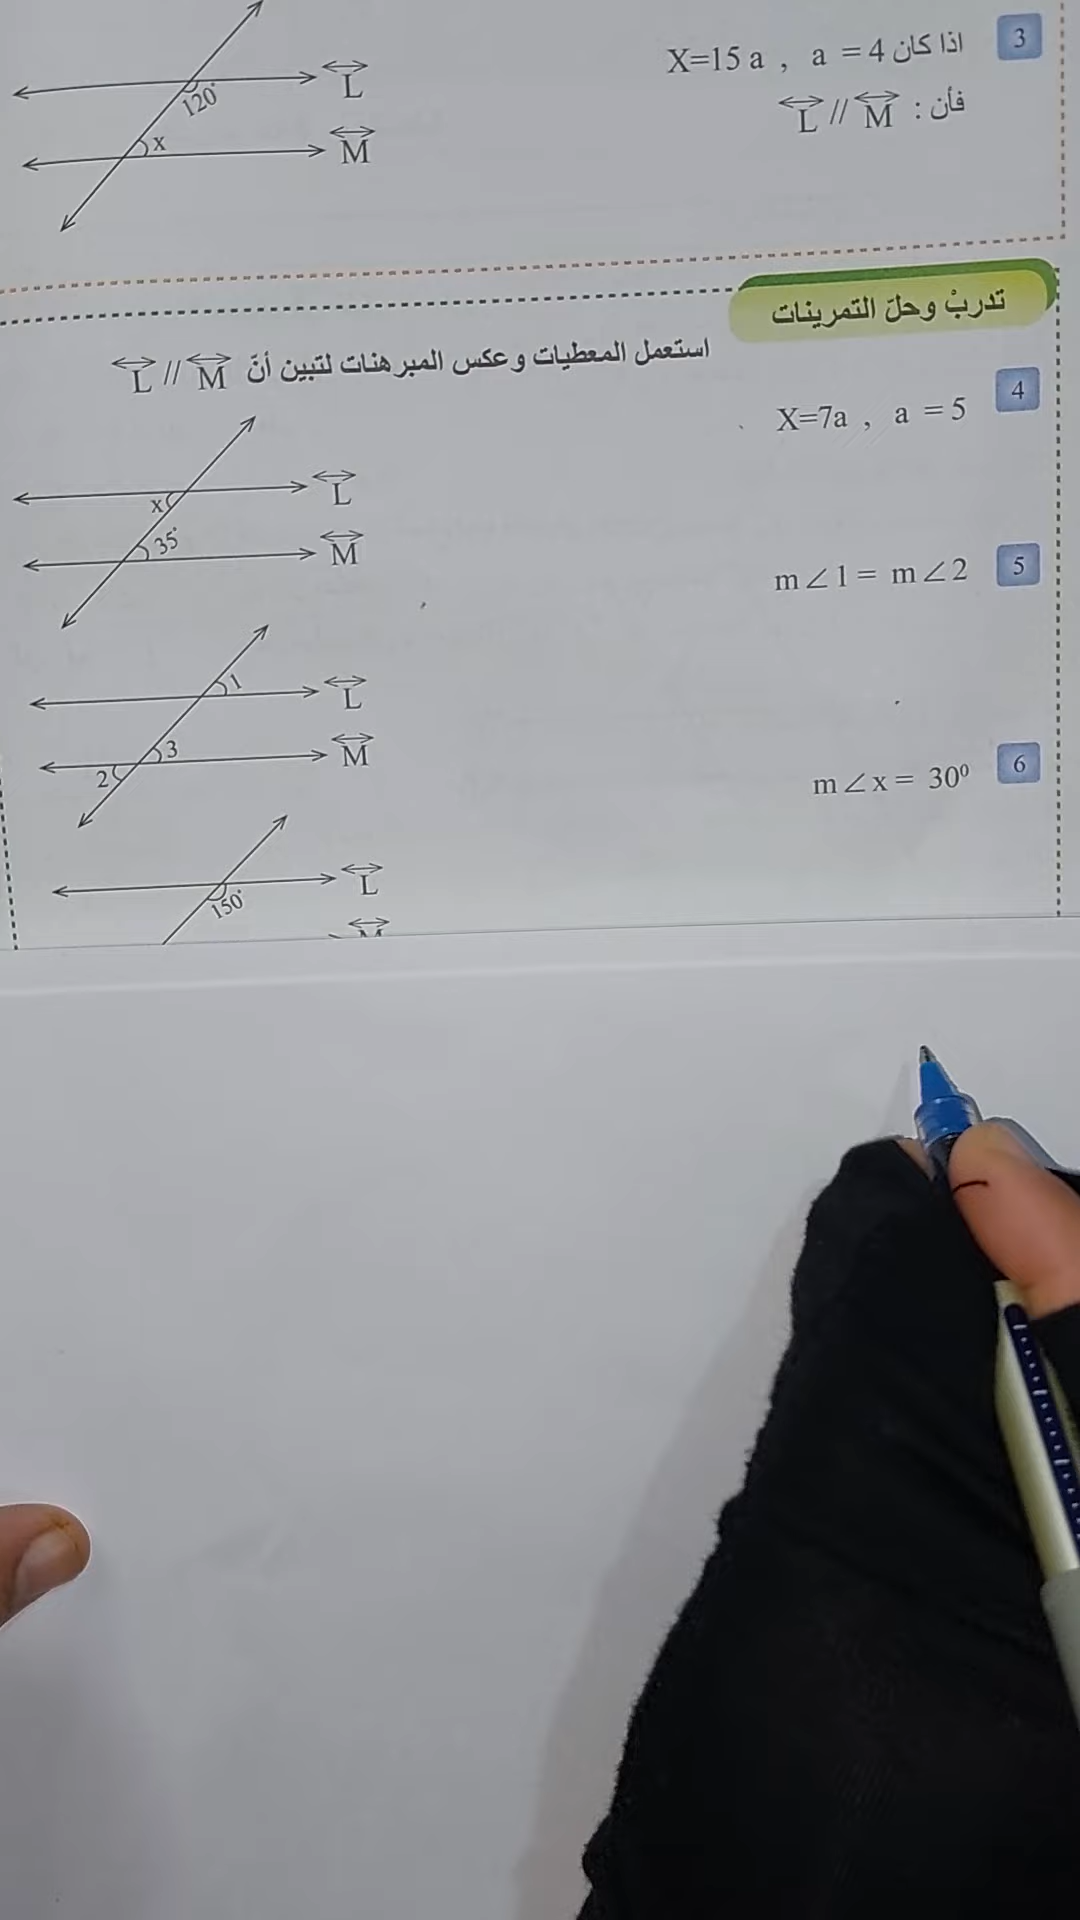 3
اذا كان X=15 a , a = 4
فأن : L // M
120°
x
L
M
تدربْ وحلّ التمرينات
استعمل المعطيات وعكس المبرهنات لتبين أنّ L // M
4
X=7a , a = 5
x
35°
L
M
5
m∠1= m∠2
1
3
2
L
M
6
m∠x= 30⁰
150°
L
M